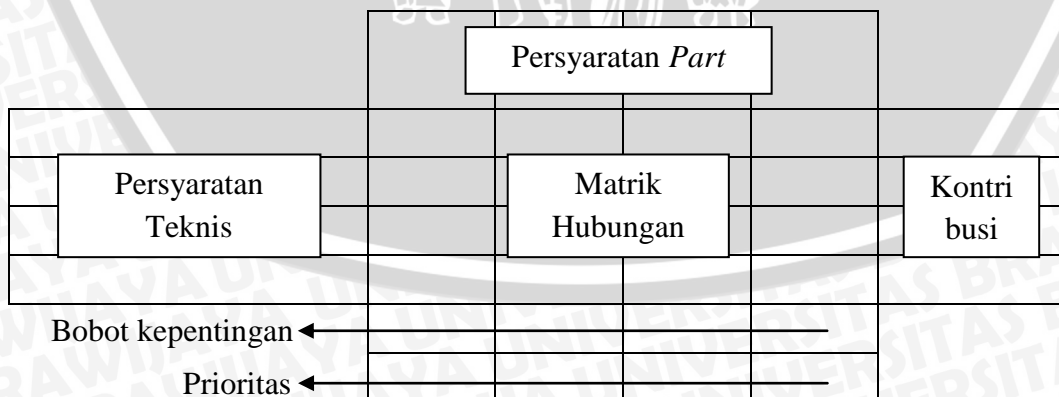 Persyaratan Part
Persyaratan
Teknis
Matrik
Hubungan
Kontri
busi
Bobot kepentingan
Prioritas